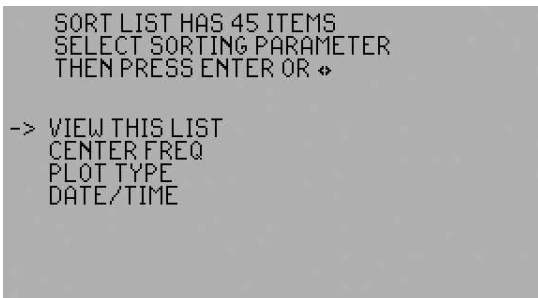 SORT LIST HAS 45 ITEMS
SELECT SORTING PARAMETER
THEN PRESS ENTER OR ‹›
-> VIEW THIS LIST
CENTER FREQ
PLOT TYPE
DATE/TIME